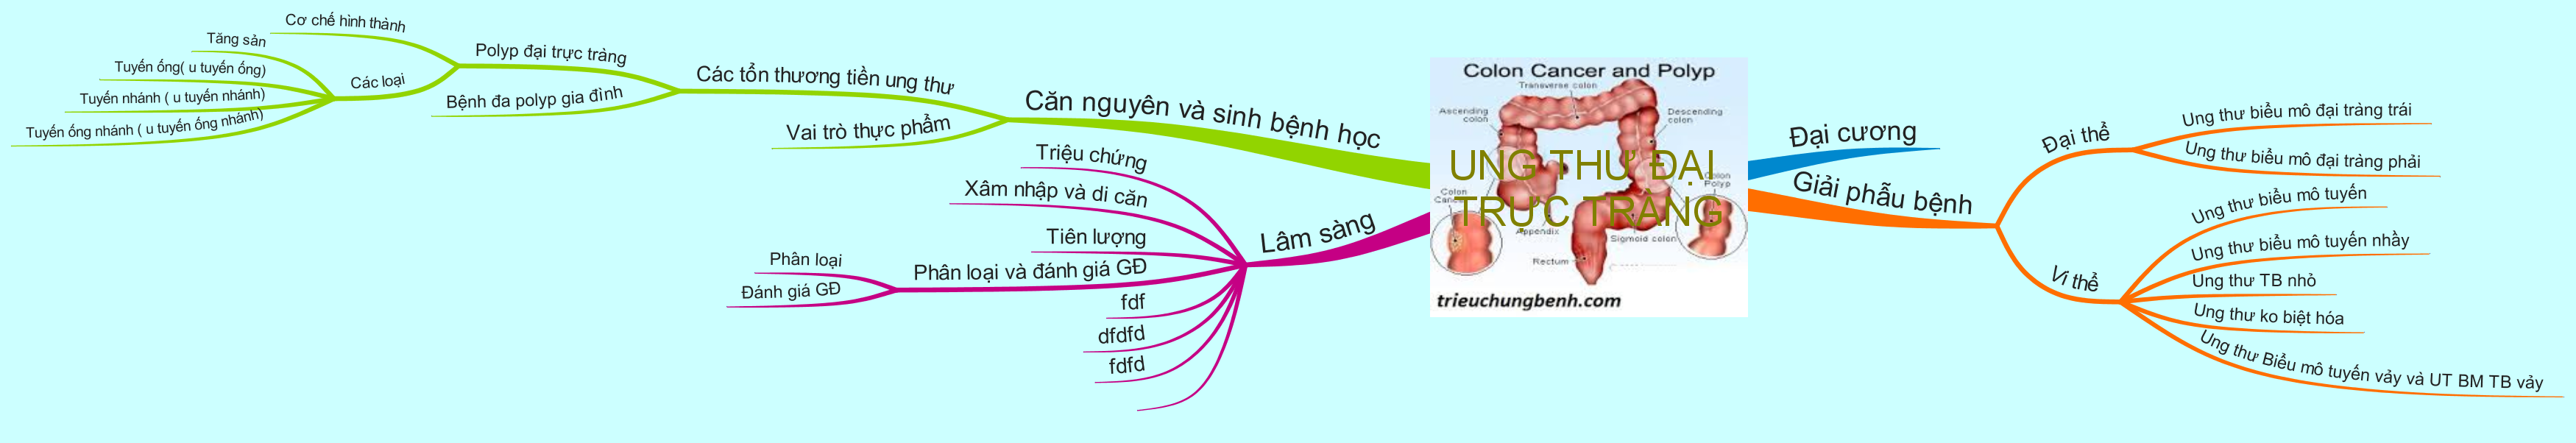 Cơ chế hình thành
Tăng sản
Tuyến ống( u tuyến ống)
Tuyến nhánh ( u tuyến nhánh)
Tuyến ống nhánh ( u tuyến ống nhánh)
Các loại
Polyp đại trực tràng
Bệnh đa polyp gia đình
Các tổn thương tiền ung thư
Vai trò thực phẩm
Căn nguyên và sinh bệnh học
Triệu chứng
Xâm nhập và di căn
Tiên lượng
Phân loại
Đánh giá GĐ
Phân loại và đánh giá GĐ
fdf
dfdfd
fdfd
Lâm sàng
Colon Cancer and Polyp
Transverse colon
Ascending
colon
Descending
colon
UNG THƯ ĐẠI
TRỰC TRÀNG
Colon
Polyp
Colon
Appendix
Sigmoid colon
Rectum
trieuchungbenh.com
Đại cương
Giải phẫu bệnh
Đại thể
Ung thư biểu mô đại tràng trái
Ung thư biểu mô đại tràng phải
Vi thể
Ung thư biểu mô tuyến
Ung thư biểu mô tuyến nhầy
Ung thư TB nhỏ
Ung thư ko biệt hóa
Ung thư Biểu mô tuyến vảy và UT BM TB vảy